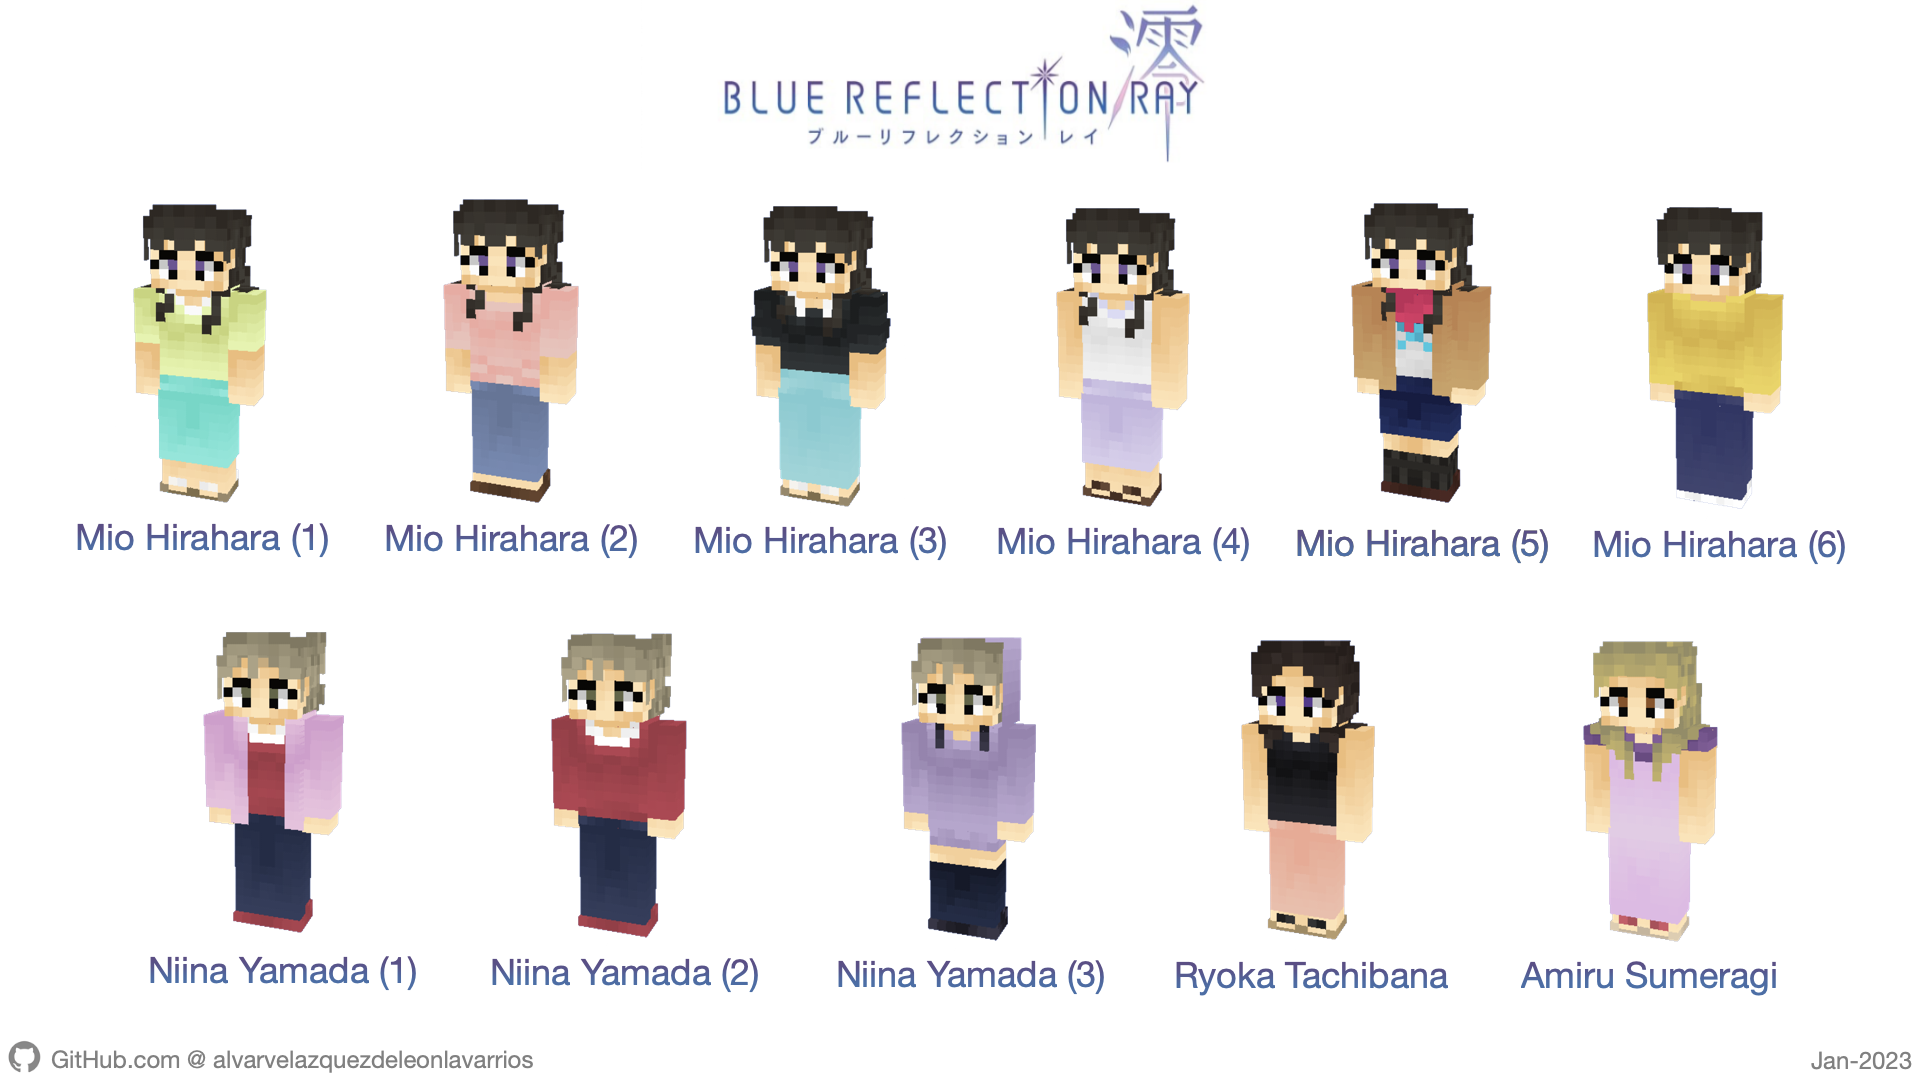 澪
BLUE REFLECTION RAY
ブルーリフレクション レイ
Mio Hirahara (1)
Mio Hirahara (2)
Mio Hirahara (3)
Mio Hirahara (4)
Mio Hirahara (5)
Mio Hirahara (6)
Niina Yamada (1)
Niina Yamada (2)
Niina Yamada (3)
Ryoka Tachibana
Amiru Sumeragi
GitHub.com @ alvarvelazquezdeleonlavarrios
Jan-2023